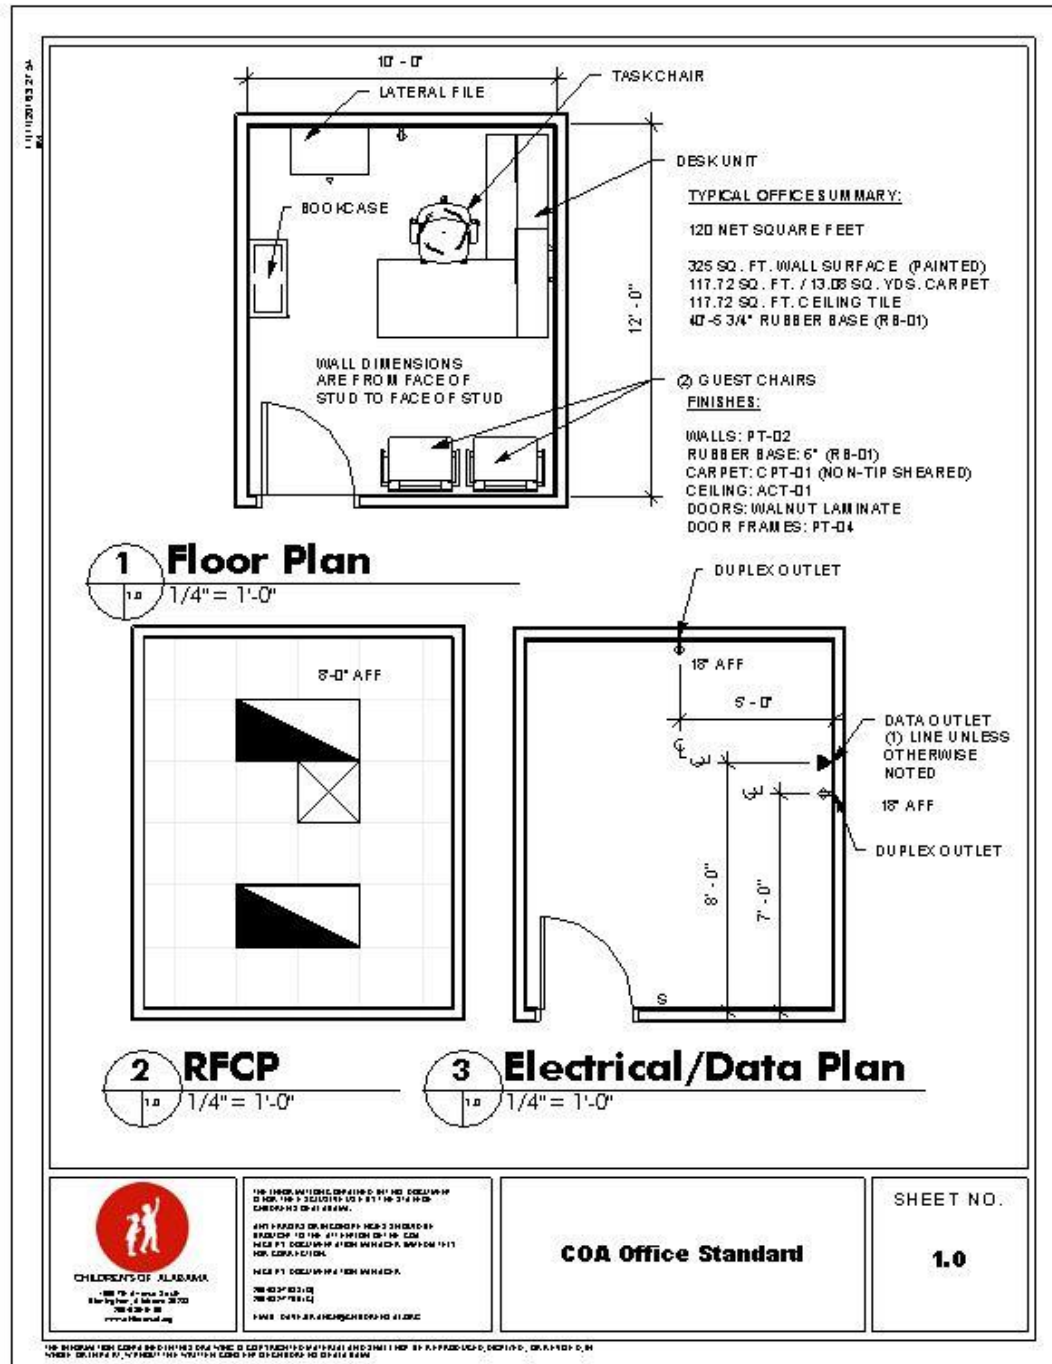 10' - 0"
TASK CHAIR
LATERAL FILE
DESK UNIT
TYPICAL OFFICE SUMMARY:
BOOKCASE
120 NET SQUARE FEET
325 SQ. FT. WALL SURFACE (PAINTED)
117.72 SQ. FT. / 13.08 SQ. YDS. CARPET
117.72 SQ. FT. CEILING TILE
40'-5 3/4" RUBBER BASE (RB-01)
12' - 0"
WALL DIMENSIONS
ARE FROM FACE OF
STUD TO FACE OF STUD
(2) GUEST CHAIRS
FINISHES:
WALLS: PT-02
RUBBER BASE: 6" (RB-01)
CARPET: CPT-01 (NON-TIP SHEARED)
CEILING: ACT-01
DOORS: WALNUT LAMINATE
DOOR FRAMES: PT-04
1 Floor Plan
1.0 1/4" = 1'-0"
DUPLEX OUTLET
8'-0" AFF
18" AFF
5' - 0"
DATA OUTLET
(1) LINE UNLESS
OTHERWISE
NOTED
18" AFF
DUPLEX OUTLET
8' - 0"
7' - 0"
S
2 RFCP
1.0 1/4" = 1'-0"
3 Electrical/Data Plan
1.0 1/4" = 1'-0"
CHILDREN'S OF ALABAMA
COA Office Standard
SHEET NO.
1.0